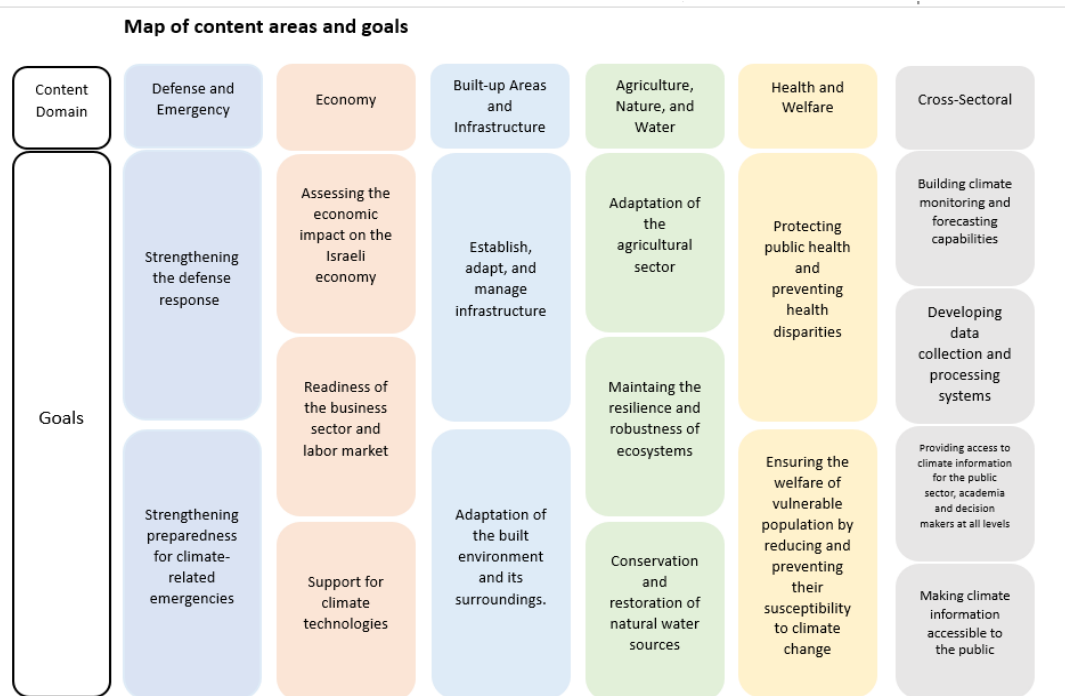 Map of content areas and goals
Content
Domain
Defense and
Emergency
Economy
Built-up Areas
and
Infrastructure
Agriculture,
Nature, and
Water
Health and
Welfare
Cross-Sectoral
Goals
Strengthening
the defense
response
Strengthening
preparedness
for climate-
related
emergencies
Assessing the
economic
impact on the
Israeli
economy
Readiness of
the business
sector and
labor market
Support for
climate
technologies
Establish,
adapt, and
manage
infrastructure
Adaptation of
the built
environment
and its
surroundings.
Adaptation of
the
agricultural
sector
Maintaing the
resilience and
robustness of
ecosystems
Conservation
and
restoration of
natural water
sources
Protecting
public health
and
preventing
health
disparities
Ensuring the
welfare of
vulnerable
population by
reducing and
preventing
their
susceptibility
to climate
change
Building climate
monitoring and
forecasting
capabilities
Developing
data
collection and
processing
systems
Providing access to
climate information
for the public
sector, academia
and decision
makers at all levels
Making climate
information
accessible to
the public